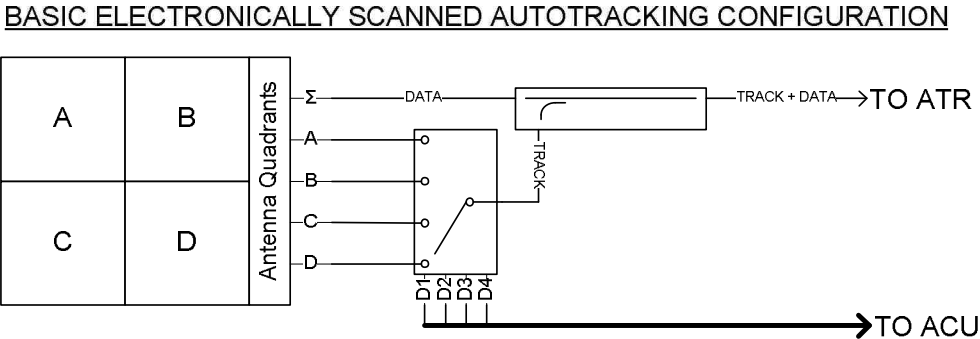 BASIC ELECTRONICALLY SCANNED AUTOTRACKING CONFIGURATION
A B
C D
Antenna Quadrants
Σ DATA TRACK + DATA TO ATR
A
B
C
D
TRACK
D1 D2 D3 D4
TO ACU